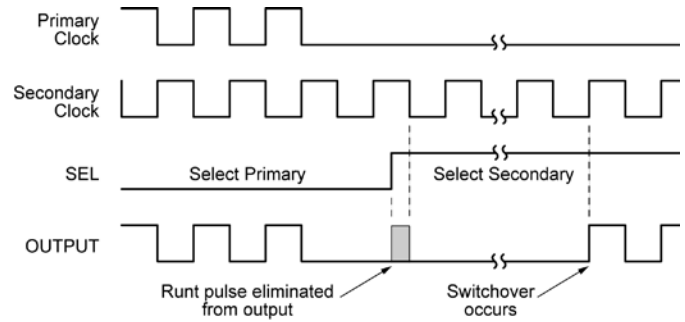 Primary
Clock
Secondary
Clock
SEL
Select Primary
Select Secondary
OUTPUT
Runt pulse eliminated
from output
Switchover
occurs